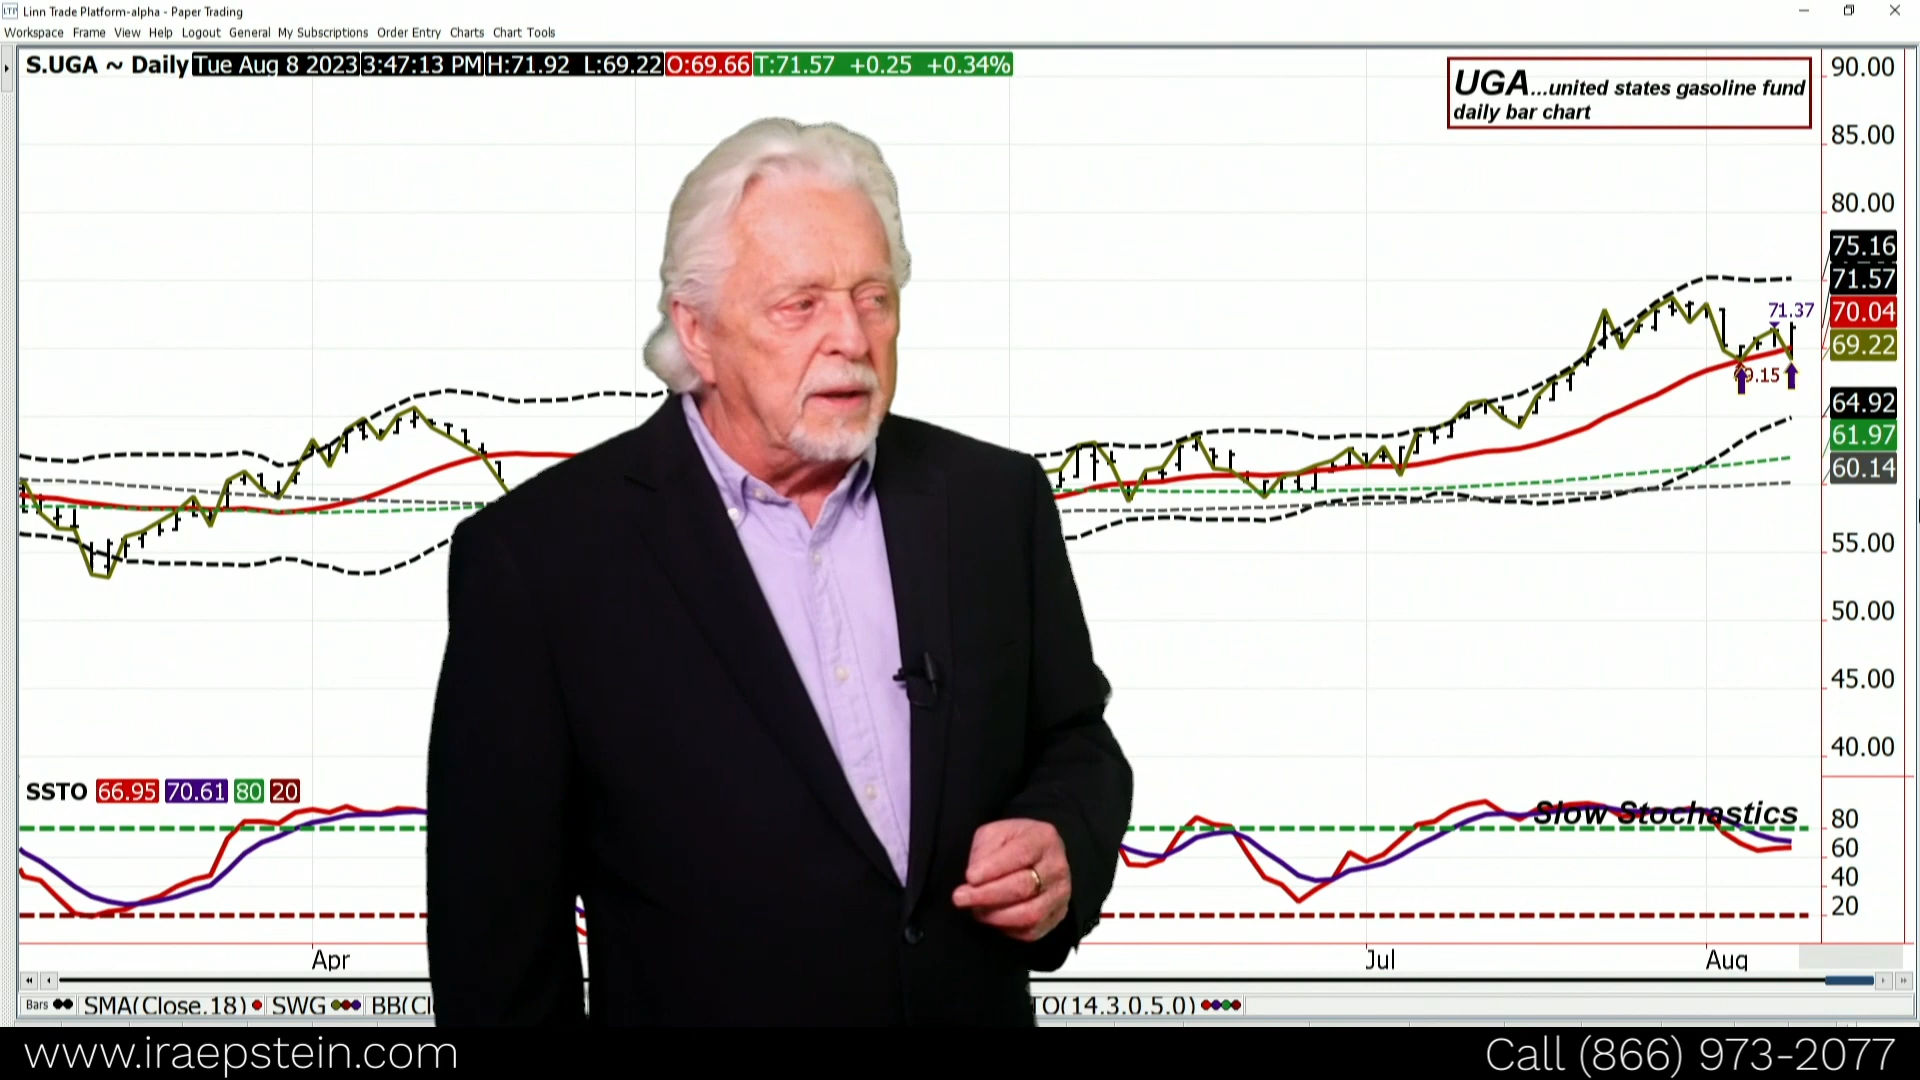 LTP Linn Trade Platform-alpha - Paper Trading
Workspace Frame View Help Logout General My Subscriptions Order Entry Charts Chart Tools
S.UGA ~ Daily Tue Aug 8 2023 3:47:13 PM H:71.92 L:69.22 O:69.66 T:71.57 +0.25 +0.34%
UGA...united states gasoline fund
daily bar chart
90.00
85.00
80.00
75.16
71.57
71.37
70.04
69.22
9.15
64.92
61.97
60.14
55.00
50.00
45.00
40.00
SSTO 66.95 70.61 80 20
Slow Stochastics
80
60
40
20
Apr Jul Aug
Bars SMA(Close,18) SWG BB(Cl TO(14,3,0,5,0)
www.iraepstein.com Call (866) 973-2077